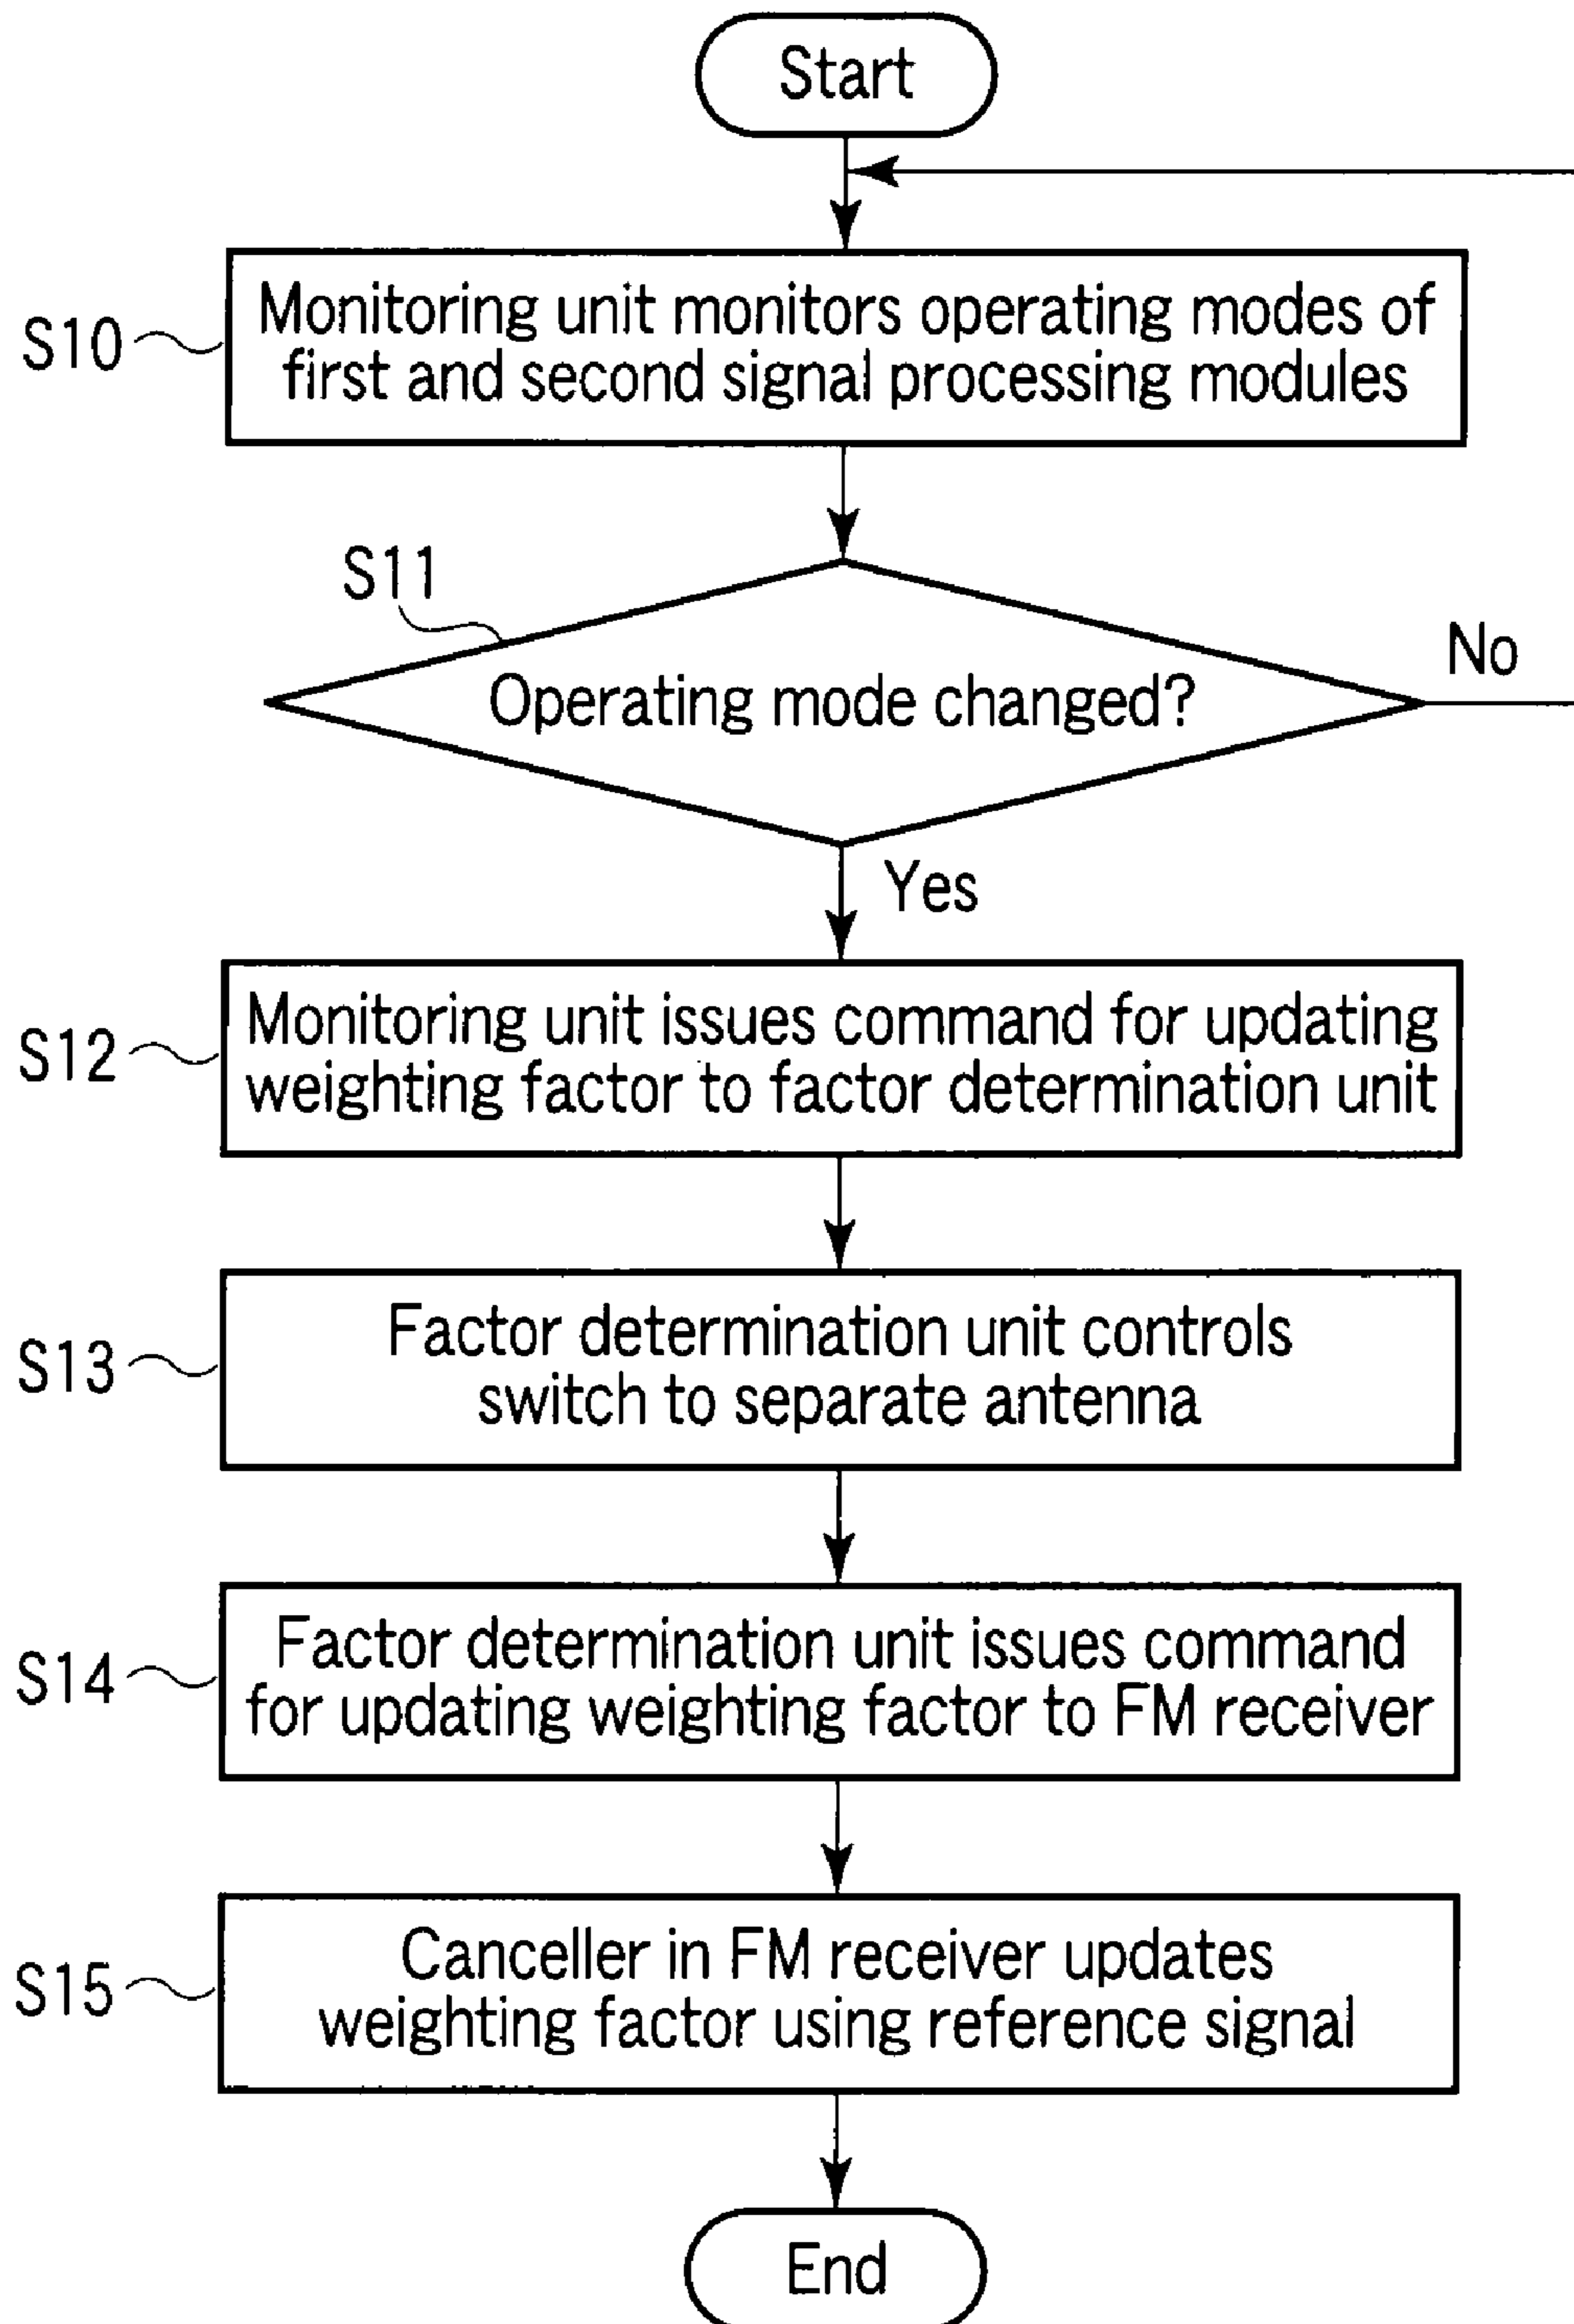 Start
S10
Monitoring unit monitors operating modes of
first and second signal processing modules
S11
Operating mode changed?
No
Yes
S12
Monitoring unit issues command for updating
weighting factor to factor determination unit
S13
Factor determination unit controls
switch to separate antenna
S14
Factor determination unit issues command
for updating weighting factor to FM receiver
S15
Canceller in FM receiver updates
weighting factor using reference signal
End